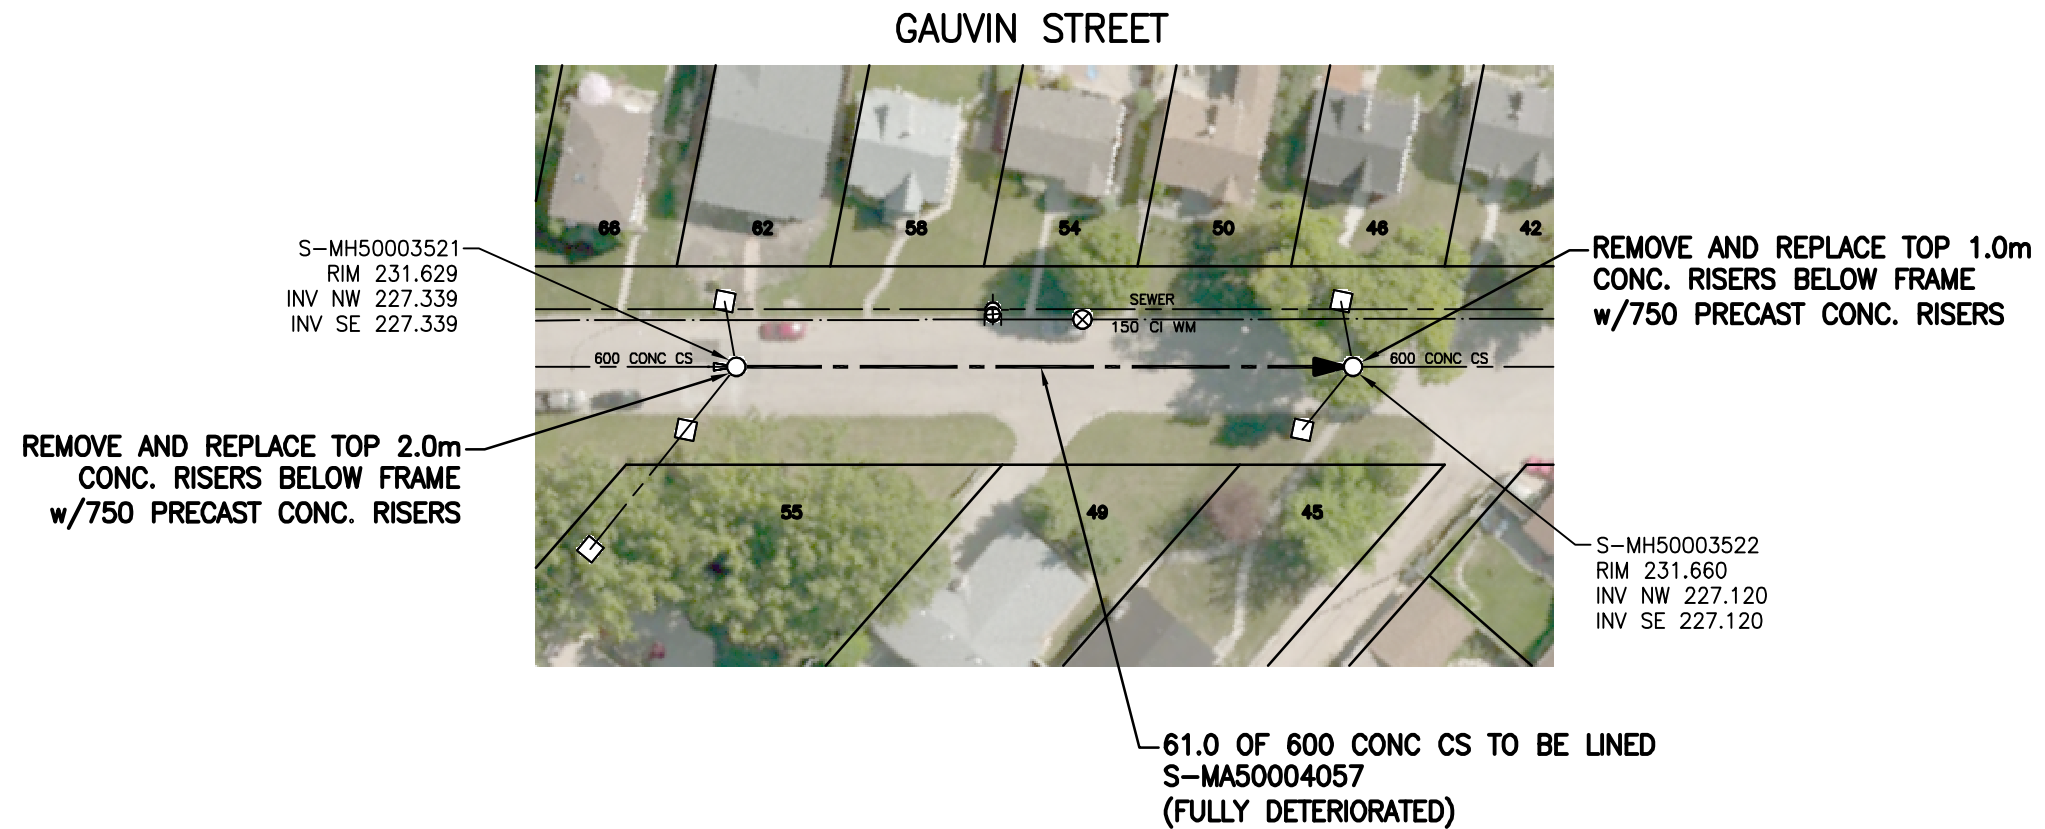 GAUVIN STREET
66
62
58
54
50
46
42
S-MH50003521
RIM 231.629
INV NW 227.339
INV SE 227.339
REMOVE AND REPLACE TOP 1.0m
CONC. RISERS BELOW FRAME
w/750 PRECAST CONC. RISERS
SEWER
150 CI WM
600 CONC CS
600 CONC CS
REMOVE AND REPLACE TOP 2.0m
CONC. RISERS BELOW FRAME
w/750 PRECAST CONC. RISERS
55
49
45
S-MH50003522
RIM 231.660
INV NW 227.120
INV SE 227.120
61.0 OF 600 CONC CS TO BE LINED
S-MA50004057
(FULLY DETERIORATED)